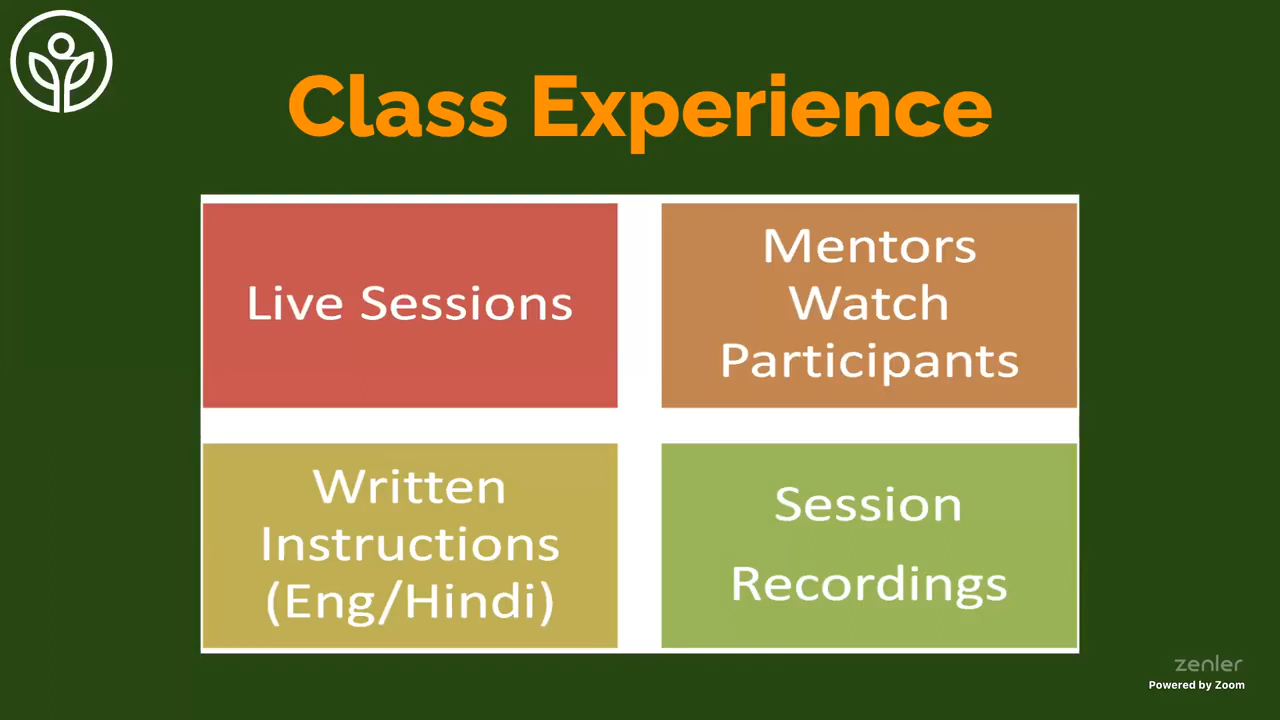 Class Experience
Live Sessions
Mentors
Watch
Participants
Written
Instructions
(Eng/Hindi)
Session
Recordings
zenler
Powered by Zoom